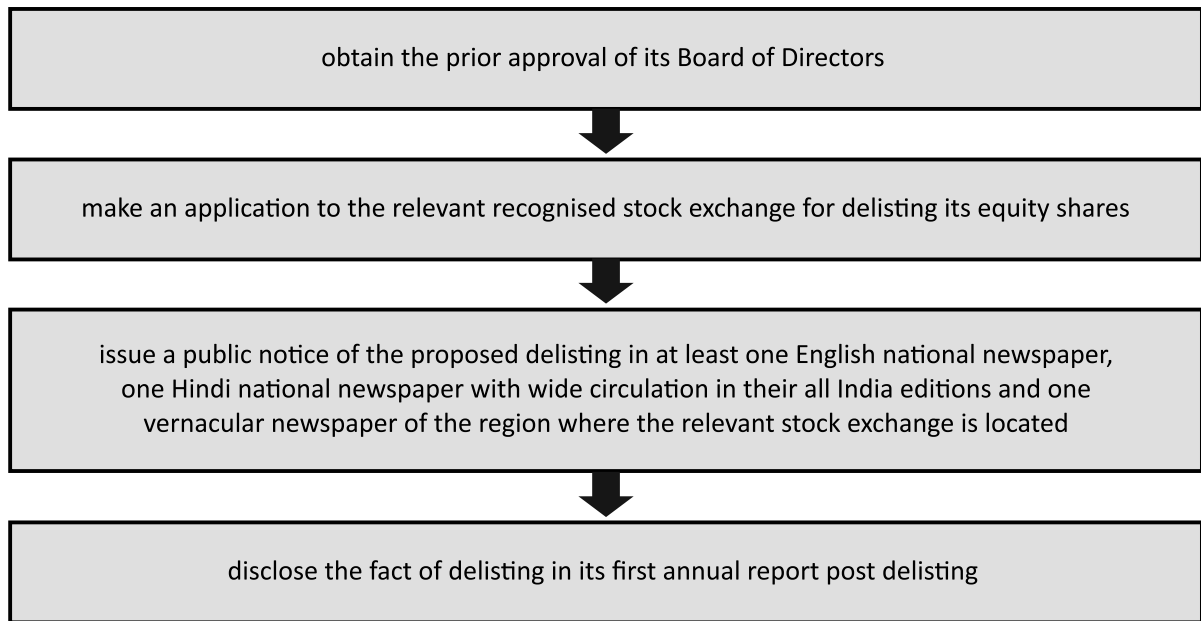 obtain the prior approval of its Board of Directors
make an application to the relevant recognised stock exchange for delisting its equity shares
issue a public notice of the proposed delisting in at least one English national newspaper,
one Hindi national newspaper with wide circulation in their all India editions and one
vernacular newspaper of the region where the relevant stock exchange is located
disclose the fact of delisting in its first annual report post delisting